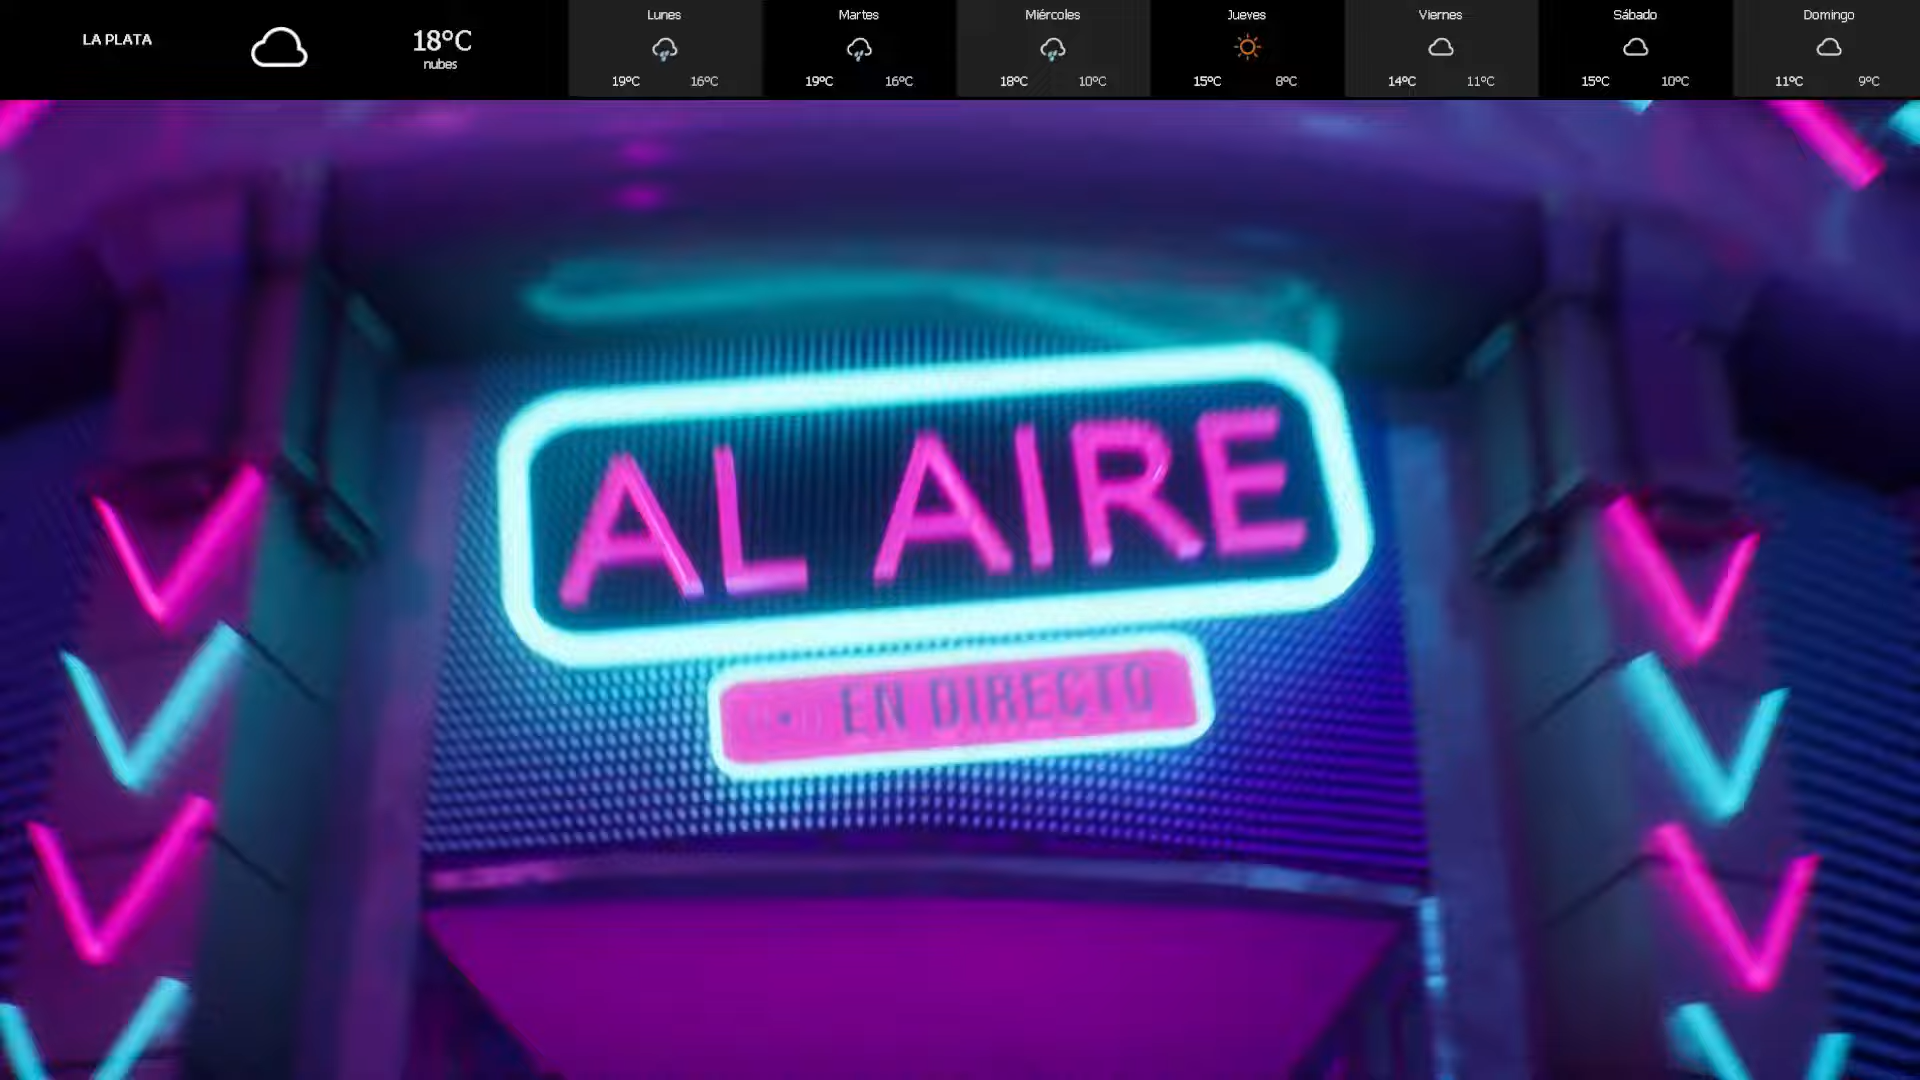 LA PLATA
18°C
nubes
Lunes
19°C 16°C
Martes
19°C 16°C
Miércoles
18°C 10°C
Jueves
15°C 8°C
Viernes
14°C 11°C
Sábado
15°C 10°C
Domingo
11°C 9°C
AL AIRE
EN DIRECTO